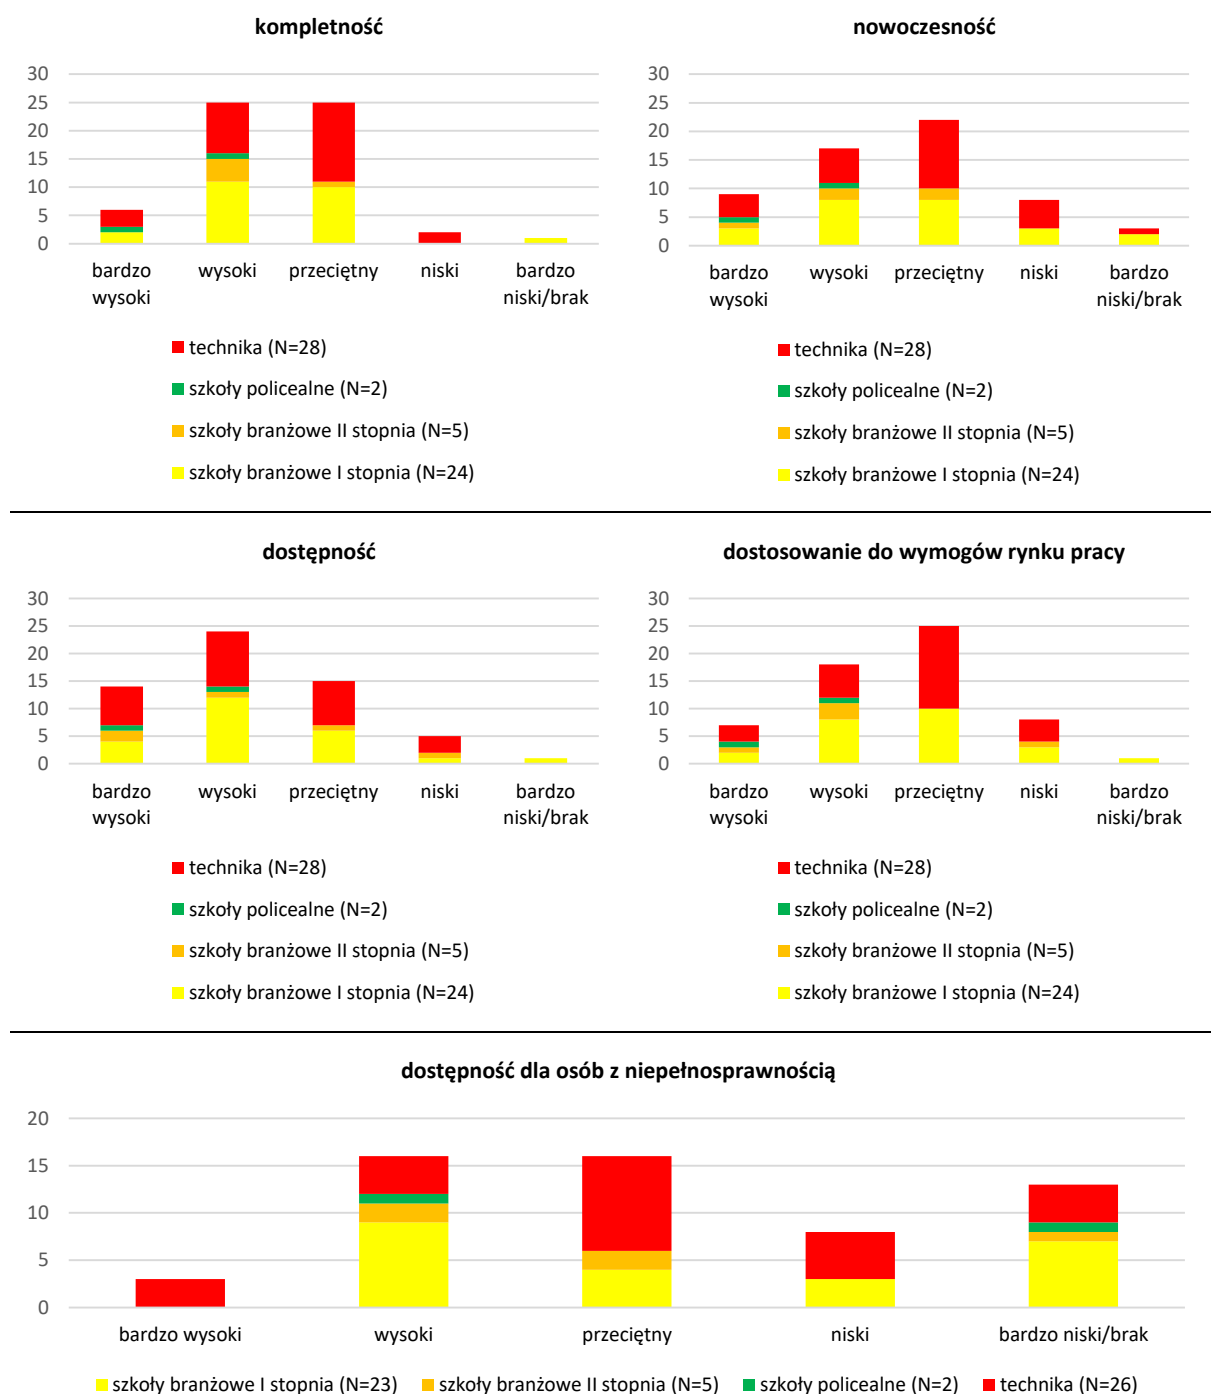 kompletność
30
25
20
15
10
5
0
bardzo wysoki
wysoki
przeciętny
niski
bardzo niski/brak
technika (N=28)
szkoły policealne (N=2)
szkoły branżowe II stopnia (N=5)
szkoły branżowe I stopnia (N=24)
nowoczesność
30
25
20
15
10
5
0
bardzo wysoki
wysoki
przeciętny
niski
bardzo niski/brak
technika (N=28)
szkoły policealne (N=2)
szkoły branżowe II stopnia (N=5)
szkoły branżowe I stopnia (N=24)
dostępność
30
25
20
15
10
5
0
bardzo wysoki
wysoki
przeciętny
niski
bardzo niski/brak
technika (N=28)
szkoły policealne (N=2)
szkoły branżowe II stopnia (N=5)
szkoły branżowe I stopnia (N=24)
dostosowanie do wymogów rynku pracy
30
25
20
15
10
5
0
bardzo wysoki
wysoki
przeciętny
niski
bardzo niski/brak
technika (N=28)
szkoły policealne (N=2)
szkoły branżowe II stopnia (N=5)
szkoły branżowe I stopnia (N=24)
dostępność dla osób z niepełnosprawnością
20
15
10
5
0
bardzo wysoki
wysoki
przeciętny
niski
bardzo niski/brak
szkoły branżowe I stopnia (N=23)
szkoły branżowe II stopnia (N=5)
szkoły policealne (N=2)
technika (N=26)